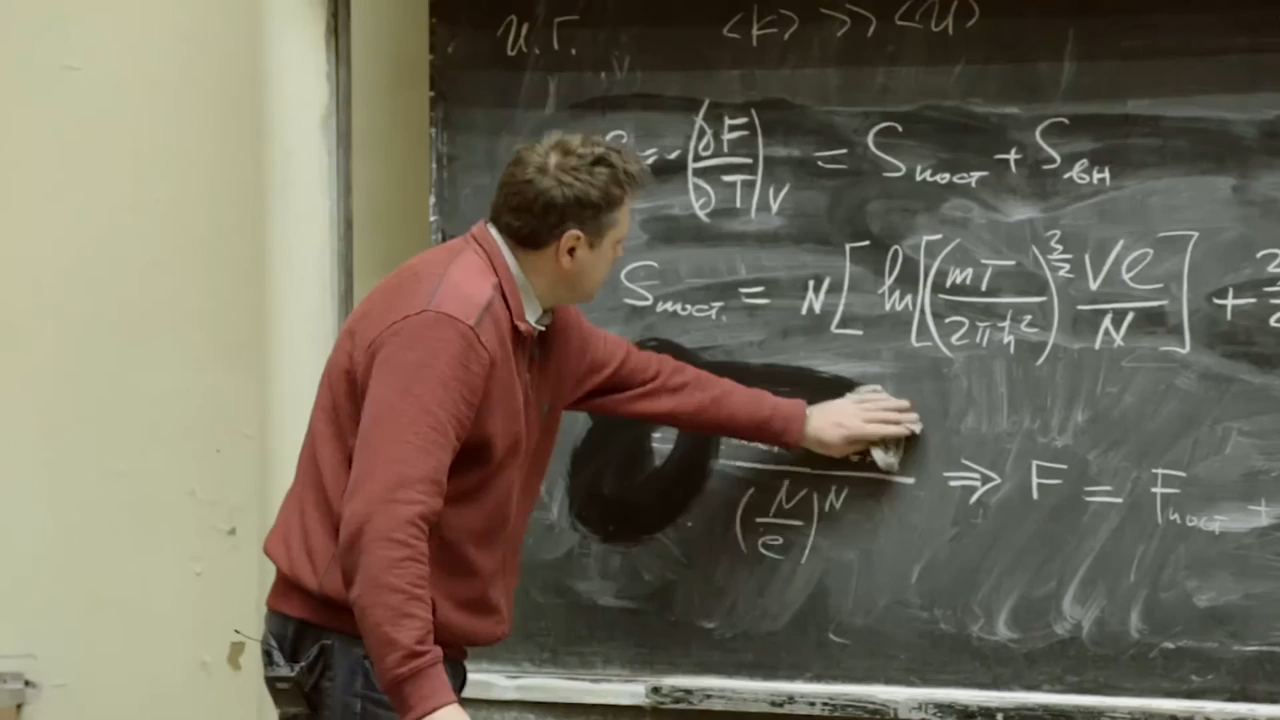 и.г. <K> >> <U>
S = -(∂F/∂T)_V = S_пост + S_вн
S_пост. = N[ln[(mT/2πħ²)^{3/2} Ve/N] +
(N/e)^N ⇒ F = F_пост +